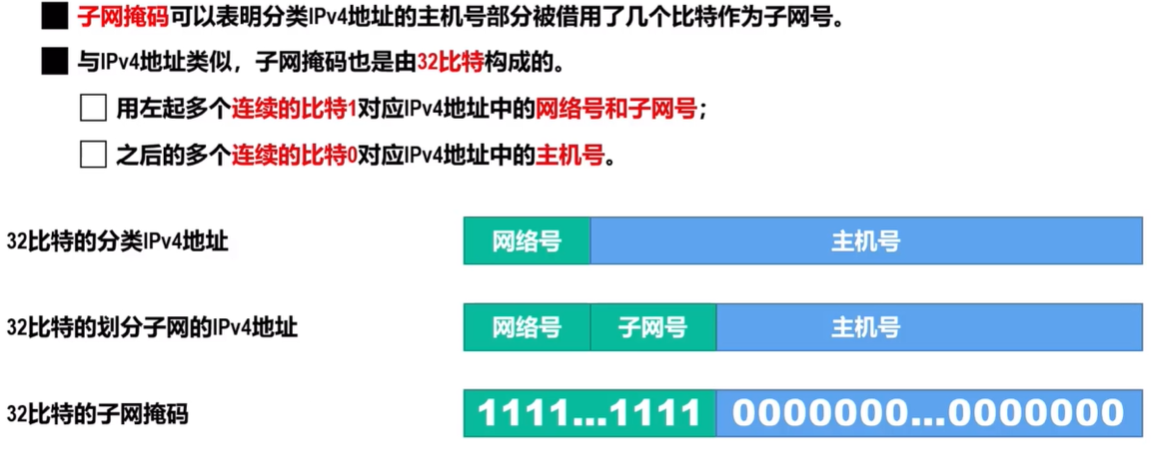 子网掩码可以表明分类IPv4地址的主机号部分被借用了几个比特作为子网号。
与IPv4地址类似，子网掩码也是由32比特构成的。
用左起多个连续的比特1对应IPv4地址中的网络号和子网号；
之后的多个连续的比特0对应IPv4地址中的主机号。
32比特的分类IPv4地址 网络号 主机号
32比特的划分子网的IPv4地址 网络号 子网号 主机号
32比特的子网掩码 1111...1111 0000000...0000000